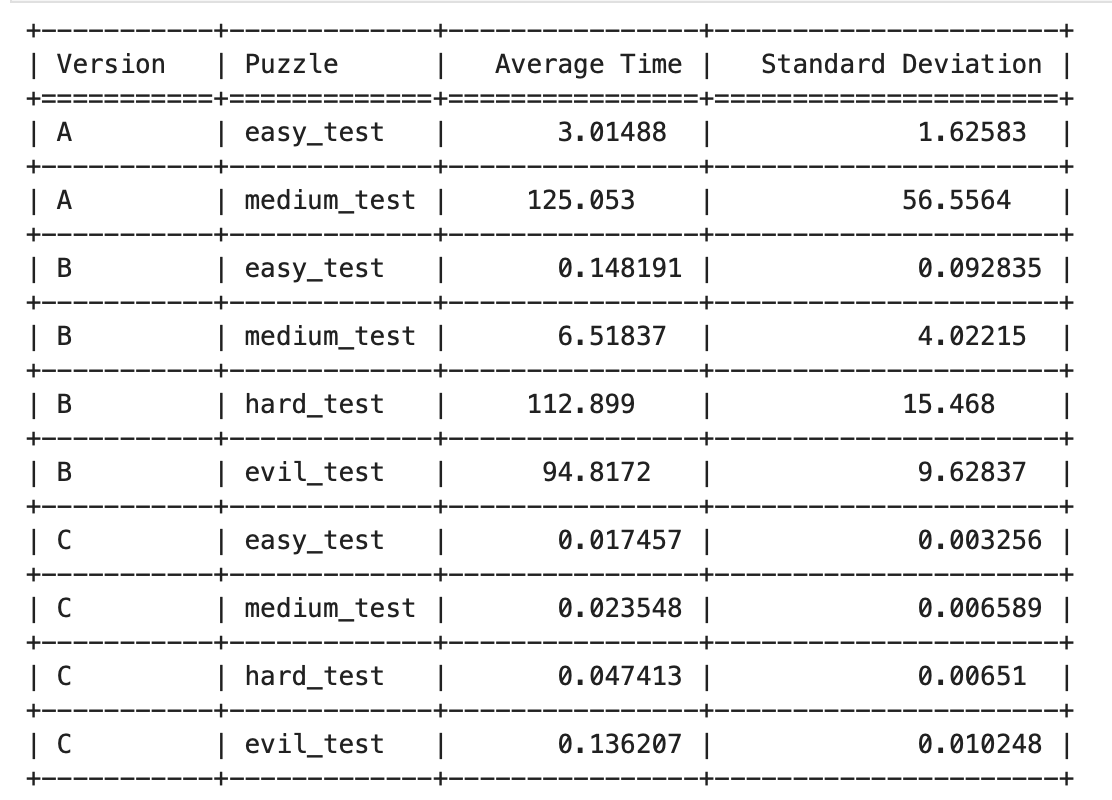 +-----------+-------------+----------------+----------------------+
| Version   | Puzzle      |   Average Time |   Standard Deviation |
+===========+=============+================+======================+
| A         | easy_test   |       3.01488  |             1.62583  |
+-----------+-------------+----------------+----------------------+
| A         | medium_test |     125.053    |            56.5564   |
+-----------+-------------+----------------+----------------------+
| B         | easy_test   |       0.148191 |             0.092835 |
+-----------+-------------+----------------+----------------------+
| B         | medium_test |       6.51837  |             4.02215  |
+-----------+-------------+----------------+----------------------+
| B         | hard_test   |     112.899    |            15.468    |
+-----------+-------------+----------------+----------------------+
| B         | evil_test   |      94.8172   |             9.62837  |
+-----------+-------------+----------------+----------------------+
| C         | easy_test   |       0.017457 |             0.003256 |
+-----------+-------------+----------------+----------------------+
| C         | medium_test |       0.023548 |             0.006589 |
+-----------+-------------+----------------+----------------------+
| C         | hard_test   |       0.047413 |             0.00651  |
+-----------+-------------+----------------+----------------------+
| C         | evil_test   |       0.136207 |             0.010248 |
+-----------+-------------+----------------+----------------------+